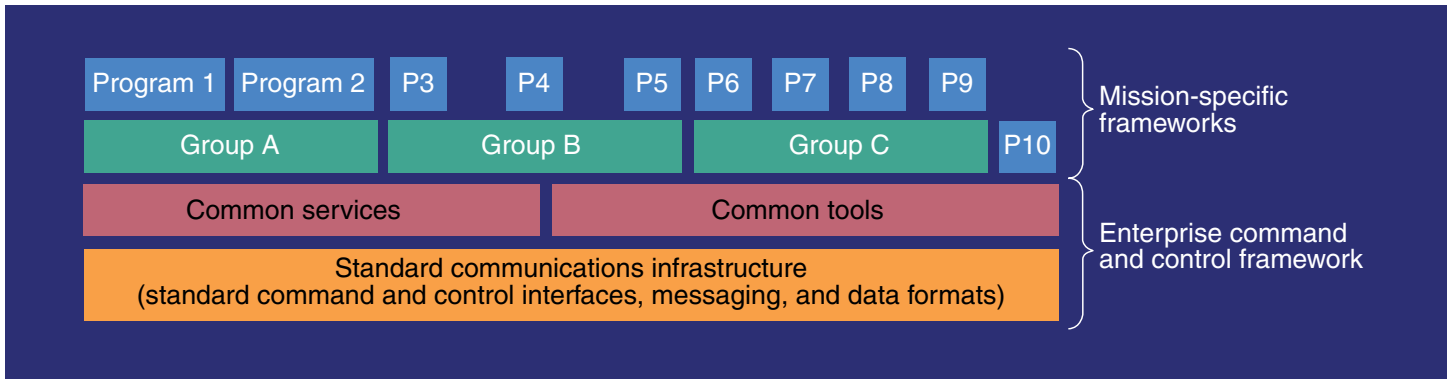 Program 1
Program 2
P3
P4
P5
P6
P7
P8
P9
Mission-specific
frameworks
Group A
Group B
Group C
P10
Common services
Common tools
Enterprise command
and control framework
Standard communications infrastructure
(standard command and control interfaces, messaging, and data formats)